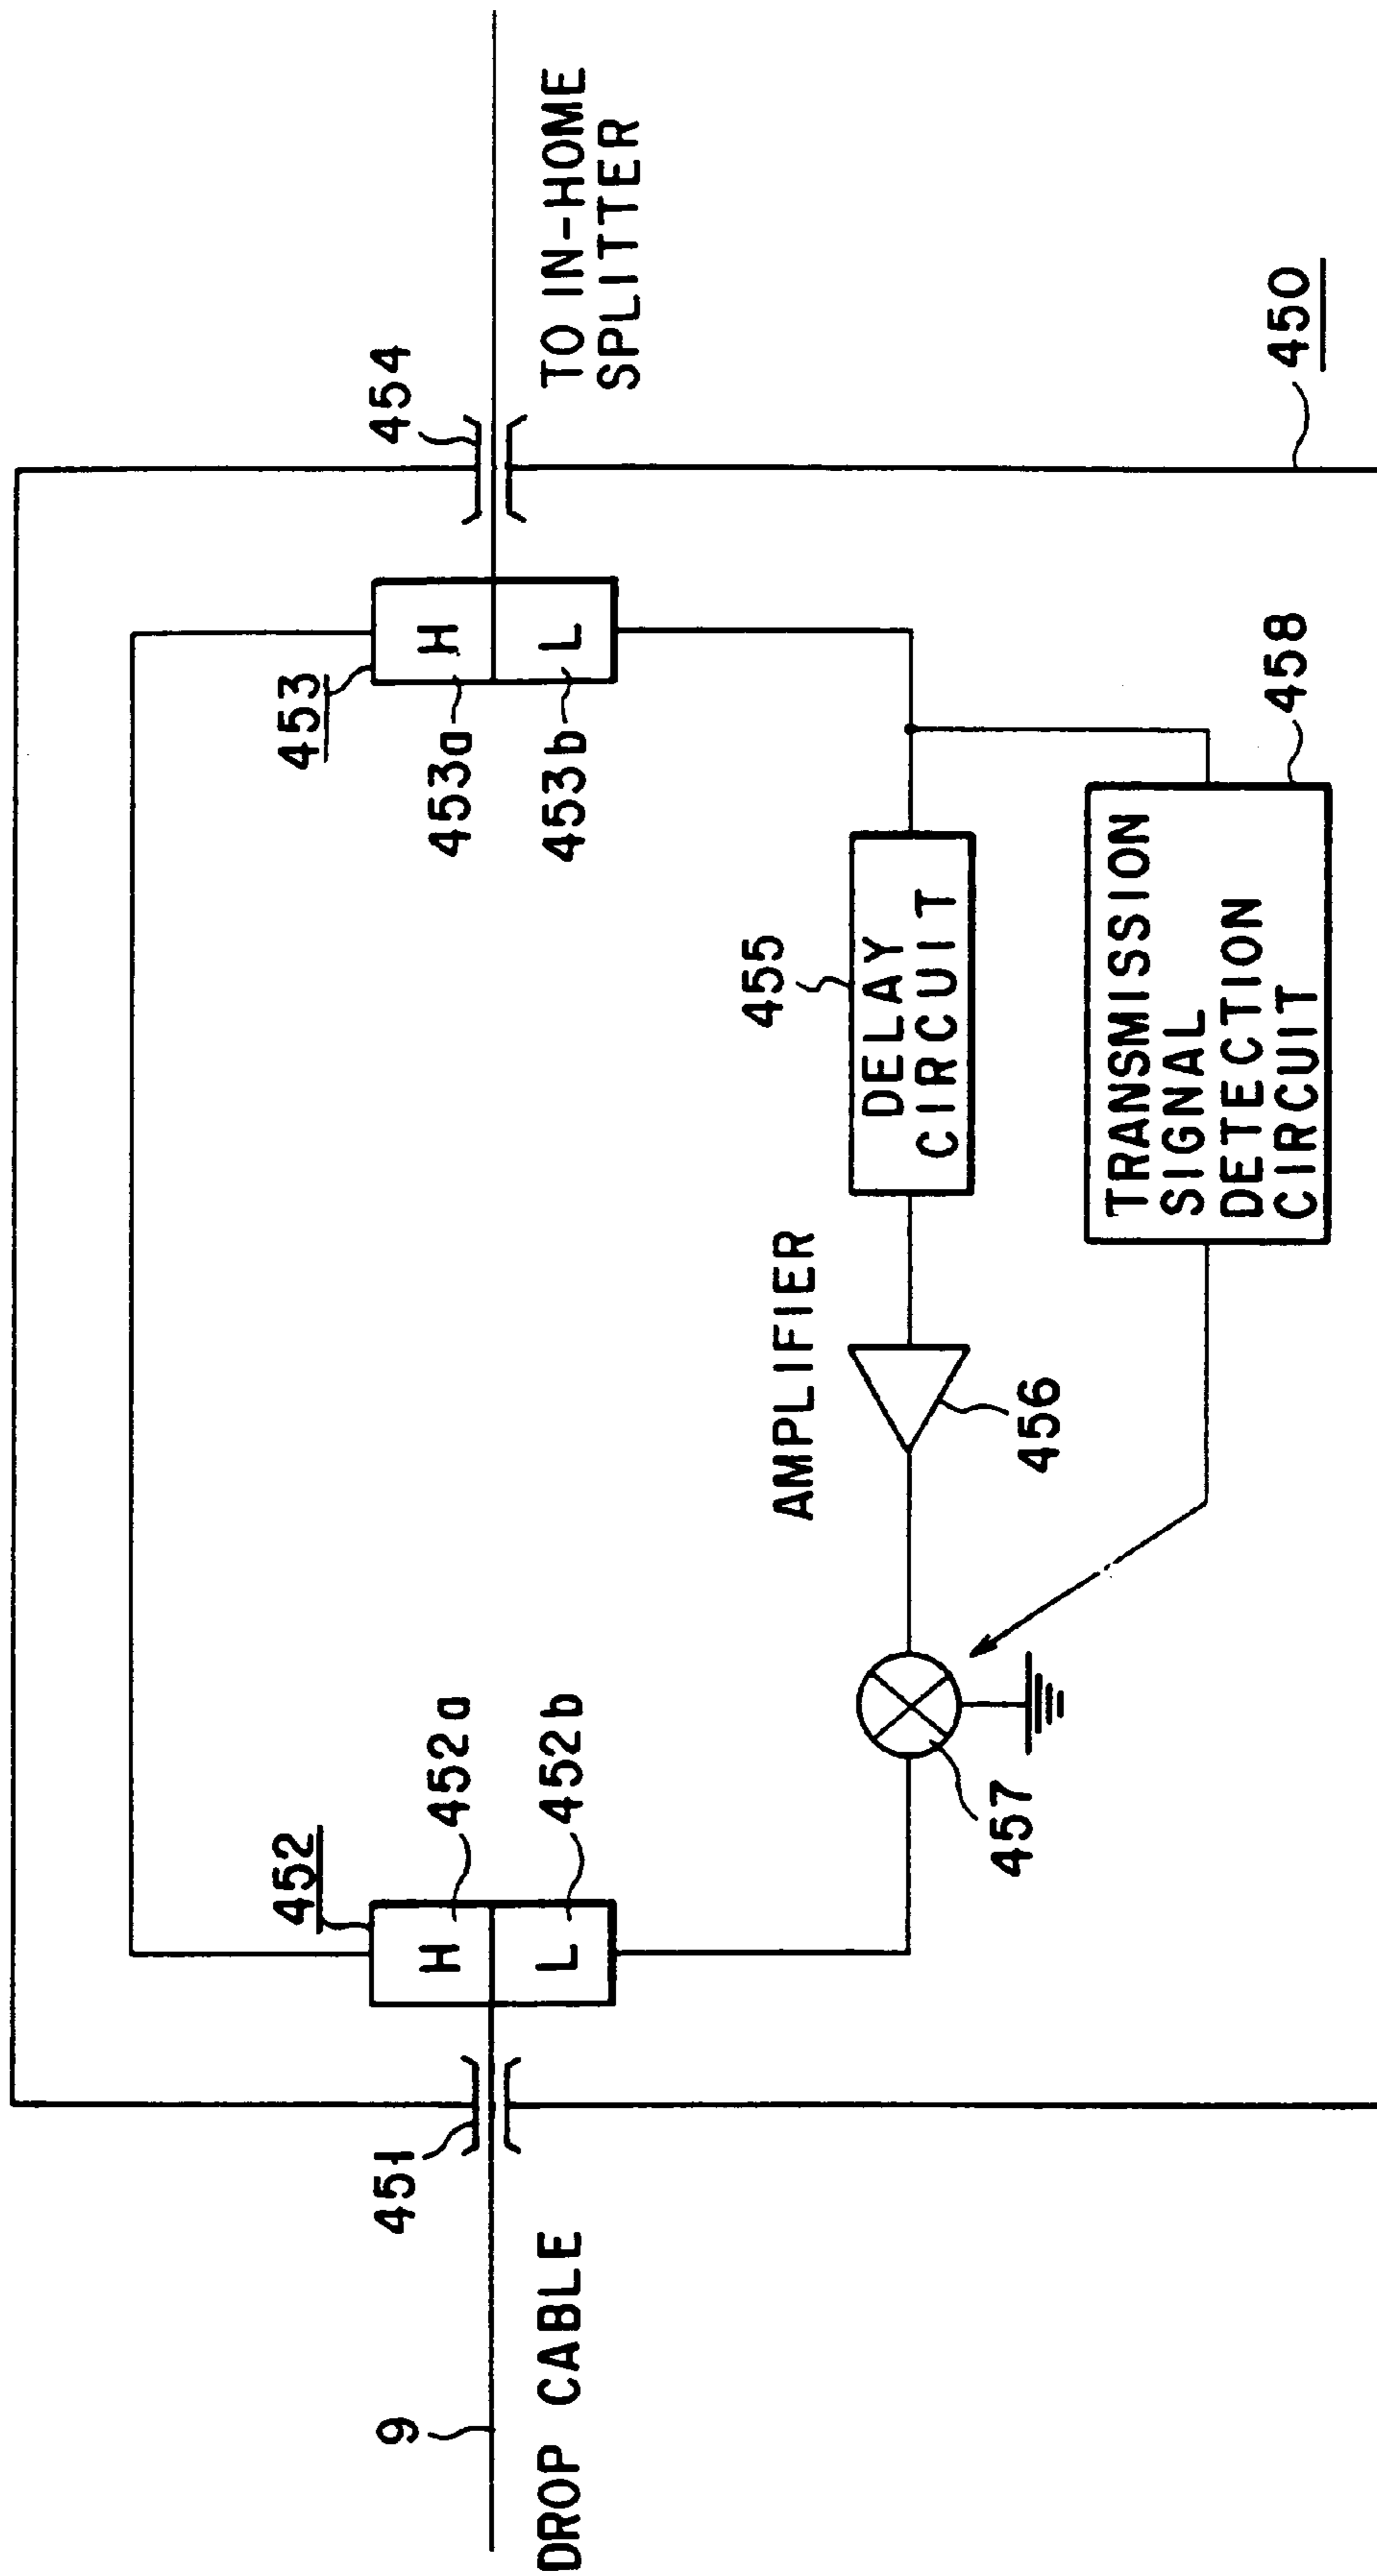 454
TO IN-HOME
SPLITTER
453
H
453a
L
453b
450
452
H
452a
L
452b
451
9
DROP CABLE
455
DELAY
CIRCUIT
AMPLIFIER
456
457
458
TRANSMISSION
SIGNAL
DETECTION
CIRCUIT